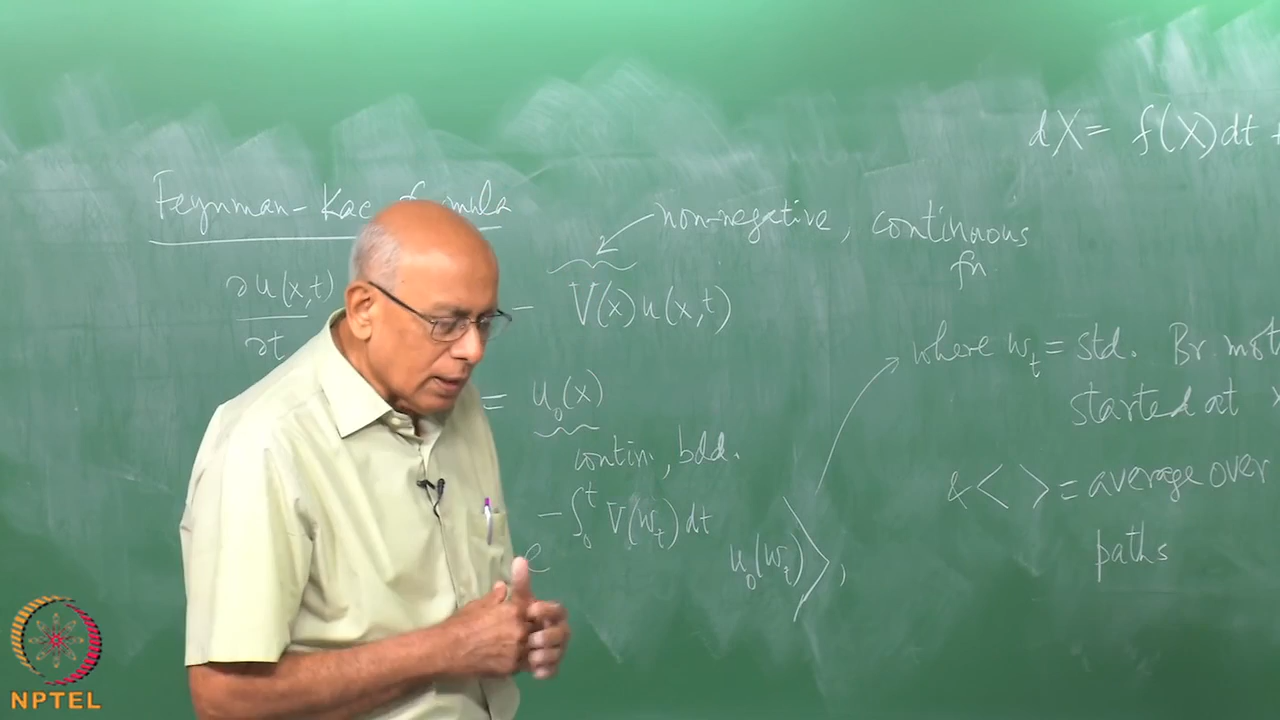 Feynman-Kac
dX = f(X)dt +
non-negative, continuous
fn.
∂u(x,t)
∂t
- V(x)u(x,t)
where w_t = std. Br. mot
started at x
= u_0(x)
contin., bdd.
& < > = average over
paths
e^{-∫_0^t V(w_t)dt} u_0(w_t)>,
NPTEL